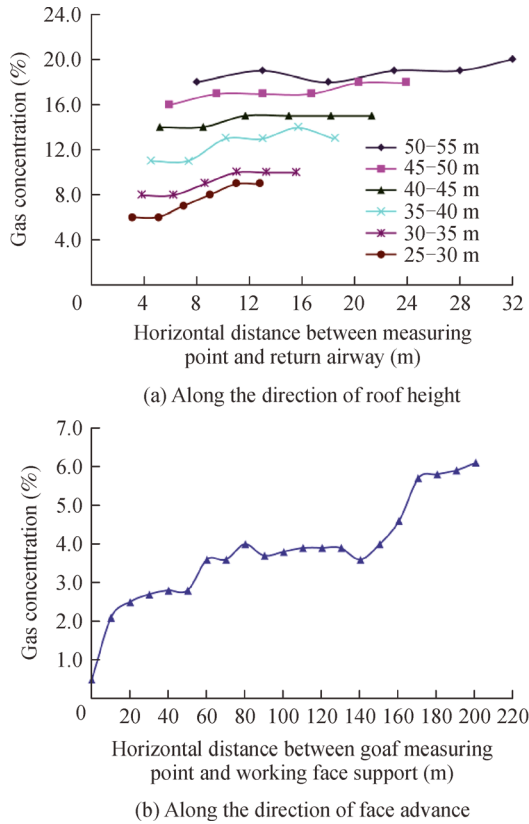 24.0
20.0
16.0
12.0
8.0
4.0
0
4 8 12 16 20 24 28 32
Gas concentration (%)
50−55 m
45−50 m
40−45 m
35−40 m
30−35 m
25−30 m
Horizontal distance between measuring
point and return airway (m)
(a) Along the direction of roof height
7.0
6.0
5.0
4.0
3.0
2.0
1.0
0
20 40 60 80 100 120 140 160 180 200 220
Gas concentration (%)
Horizontal distance between goaf measuring
point and working face support (m)
(b) Along the direction of face advance